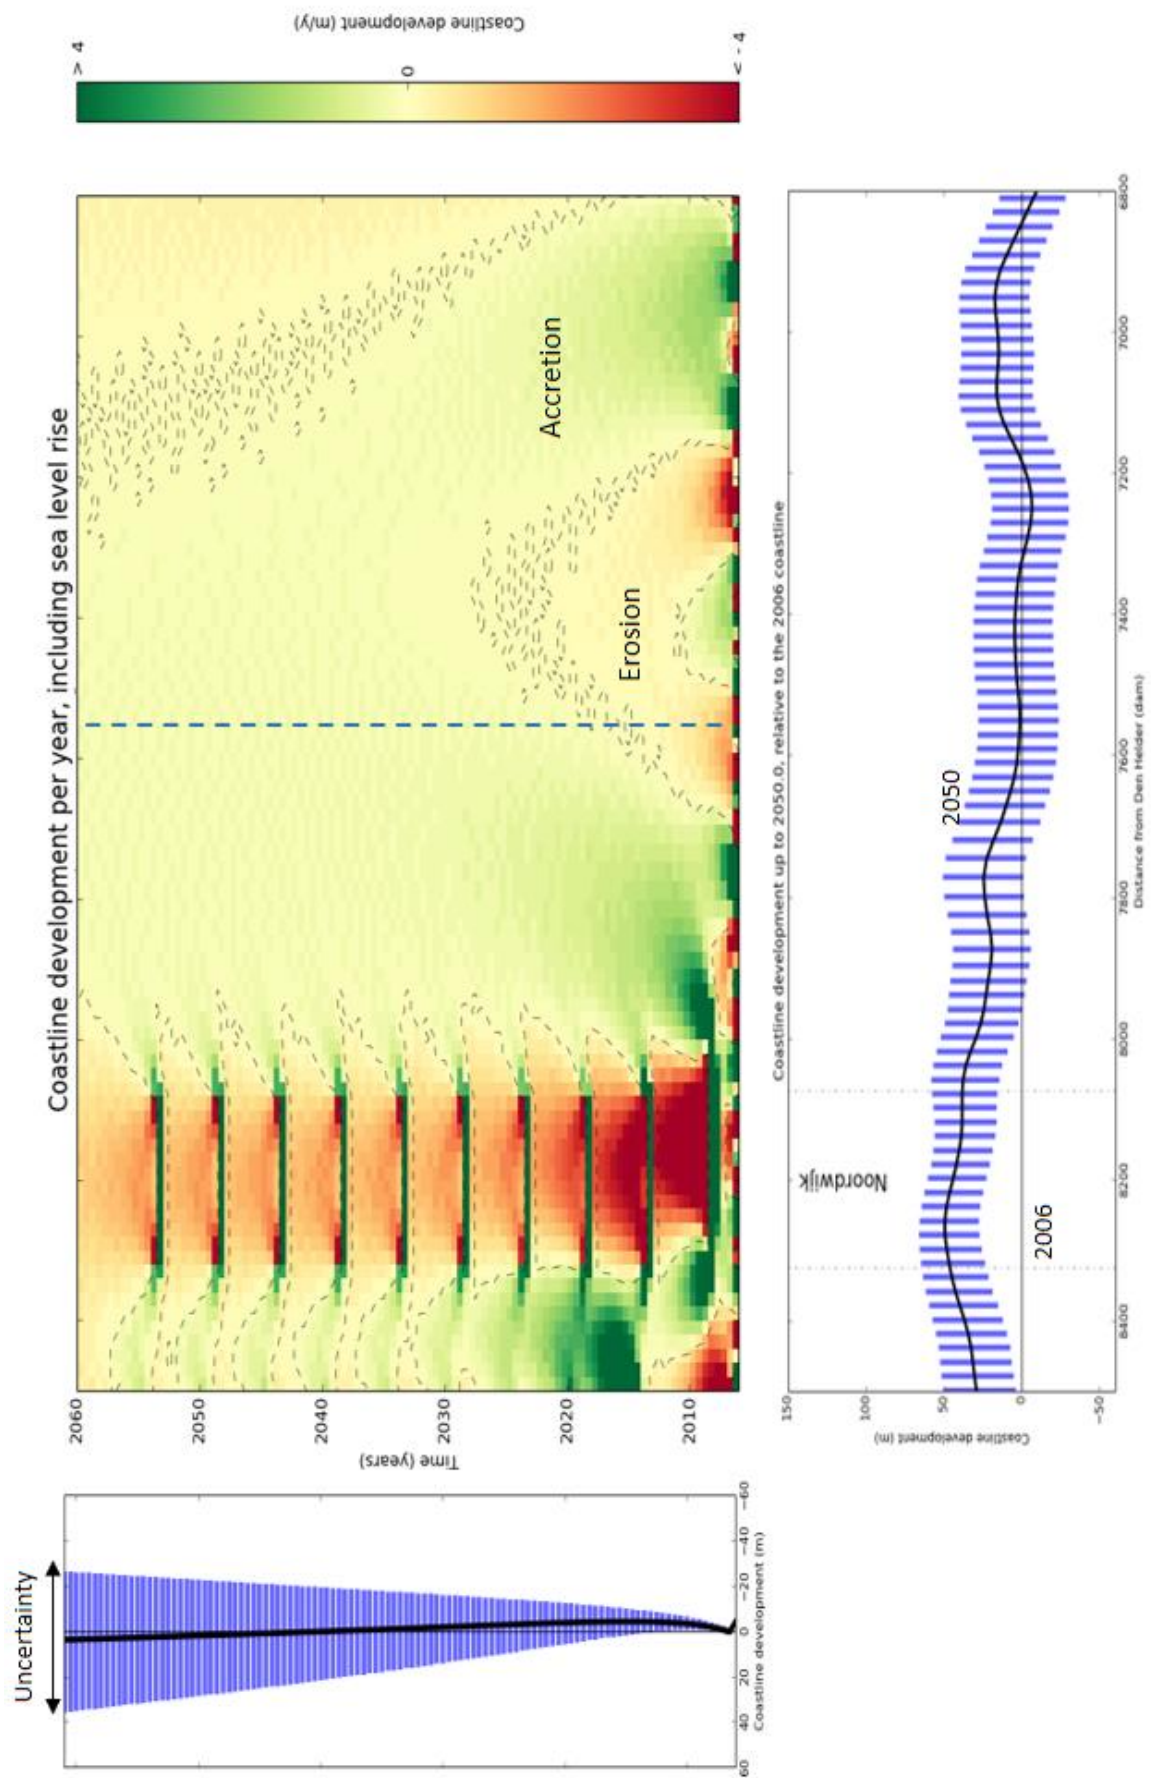 Coastline development (m/y)
< 4
0
> - 4
Coastline development per year, including sea level rise
Accretion
Erosion
2060
2050
2040
2030
2020
2010
Time (years)
Uncertainty
60
40
20
0
−20
−40
−60
Coastline development (m)
Coastline development up to 2050.0, relative to the 2006 coastline
150
100
50
0
−50
Coastline development (m)
Noordwijk
2050
2006
8400
8200
8000
7800
7600
7400
7200
7000
6800
Distance from Den Helder (dam)